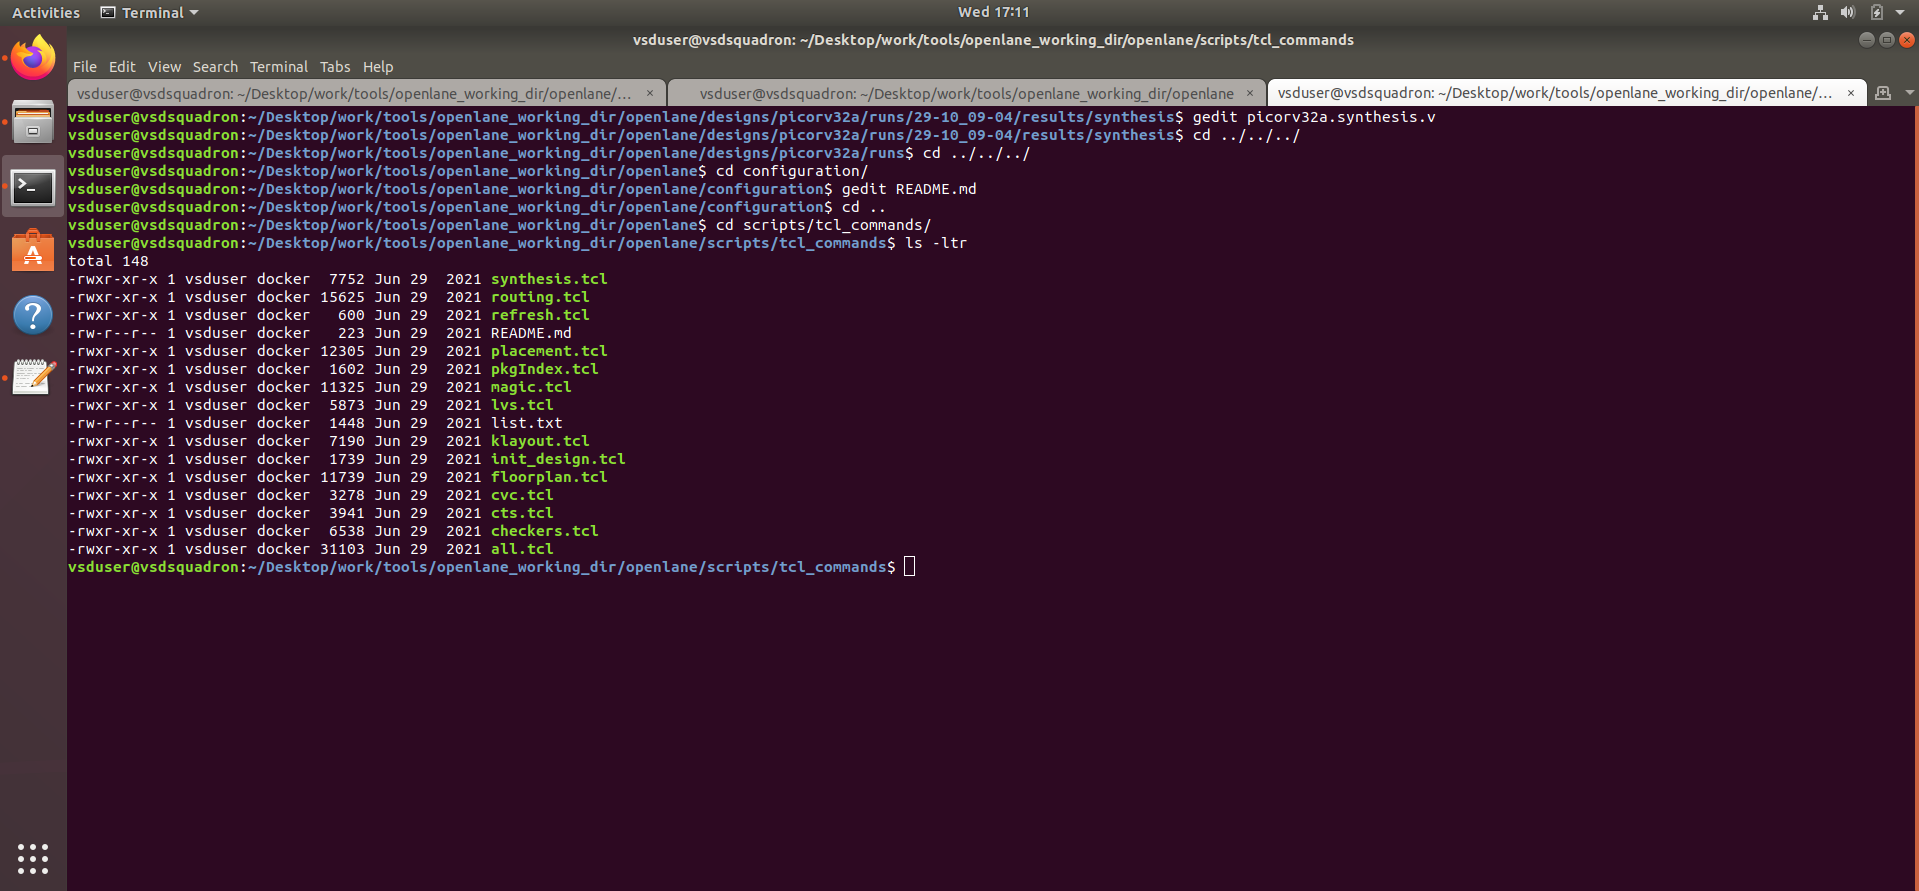 Activities Terminal Wed 17:11
vsduser@vsdsquadron: ~/Desktop/work/tools/openlane_working_dir/openlane/scripts/tcl_commands
File Edit View Search Terminal Tabs Help
vsduser@vsdsquadron: ~/Desktop/work/tools/openlane_working_dir/openlane/... × vsduser@vsdsquadron: ~/Desktop/work/tools/openlane_working_dir/openlane × vsduser@vsdsquadron: ~/Desktop/work/tools/openlane_working_dir/openlane/... ×
vsduser@vsdsquadron:~/Desktop/work/tools/openlane_working_dir/openlane/designs/picorv32a/runs/29-10_09-04/results/synthesis$ gedit picorv32a.synthesis.v
vsduser@vsdsquadron:~/Desktop/work/tools/openlane_working_dir/openlane/designs/picorv32a/runs/29-10_09-04/results/synthesis$ cd ../../../
vsduser@vsdsquadron:~/Desktop/work/tools/openlane_working_dir/openlane/designs/picorv32a/runs$ cd ../../../
vsduser@vsdsquadron:~/Desktop/work/tools/openlane_working_dir/openlane$ cd configuration/
vsduser@vsdsquadron:~/Desktop/work/tools/openlane_working_dir/openlane/configuration$ gedit README.md
vsduser@vsdsquadron:~/Desktop/work/tools/openlane_working_dir/openlane/configuration$ cd ..
vsduser@vsdsquadron:~/Desktop/work/tools/openlane_working_dir/openlane$ cd scripts/tcl_commands/
vsduser@vsdsquadron:~/Desktop/work/tools/openlane_working_dir/openlane/scripts/tcl_commands$ ls -ltr
total 148
-rwxr-xr-x 1 vsduser docker  7752 Jun 29  2021 synthesis.tcl
-rwxr-xr-x 1 vsduser docker 15625 Jun 29  2021 routing.tcl
-rwxr-xr-x 1 vsduser docker   600 Jun 29  2021 refresh.tcl
-rw-r--r-- 1 vsduser docker   223 Jun 29  2021 README.md
-rwxr-xr-x 1 vsduser docker 12305 Jun 29  2021 placement.tcl
-rwxr-xr-x 1 vsduser docker  1602 Jun 29  2021 pkgIndex.tcl
-rwxr-xr-x 1 vsduser docker 11325 Jun 29  2021 magic.tcl
-rwxr-xr-x 1 vsduser docker  5873 Jun 29  2021 lvs.tcl
-rw-r--r-- 1 vsduser docker  1448 Jun 29  2021 list.txt
-rwxr-xr-x 1 vsduser docker  7190 Jun 29  2021 klayout.tcl
-rwxr-xr-x 1 vsduser docker  1739 Jun 29  2021 init_design.tcl
-rwxr-xr-x 1 vsduser docker 11739 Jun 29  2021 floorplan.tcl
-rwxr-xr-x 1 vsduser docker  3278 Jun 29  2021 cvc.tcl
-rwxr-xr-x 1 vsduser docker  3941 Jun 29  2021 cts.tcl
-rwxr-xr-x 1 vsduser docker  6538 Jun 29  2021 checkers.tcl
-rwxr-xr-x 1 vsduser docker 31103 Jun 29  2021 all.tcl
vsduser@vsdsquadron:~/Desktop/work/tools/openlane_working_dir/openlane/scripts/tcl_commands$